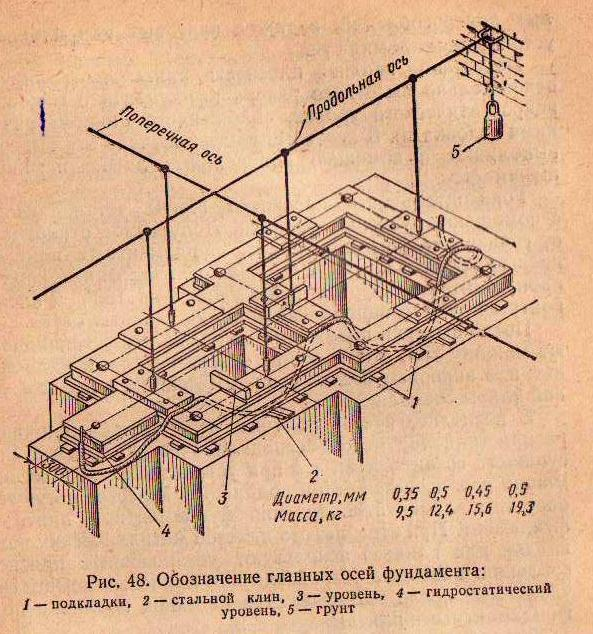 Продольная ось
Поперечная ось
5
1
2
3
4
Диаметр, мм 0,35 0,5 0,45 0,5
Масса, кг 9,5 12,4 15,6 19,3
Рис. 48. Обозначение главных осей фундамента:
1 — подкладки, 2 — стальной клин, 3 — уровень, 4 — гидростатический
уровень, 5 — грунт